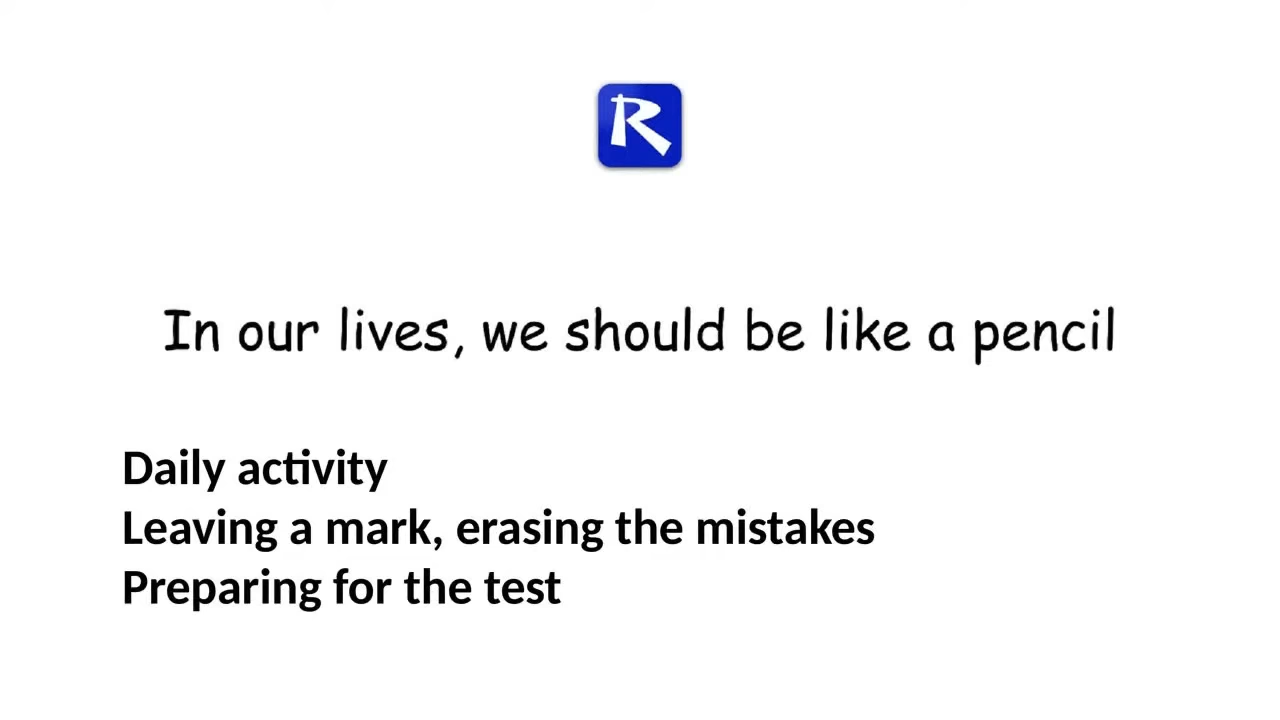 R
In our lives, we should be like a pencil
Daily activity
Leaving a mark, erasing the mistakes
Preparing for the test